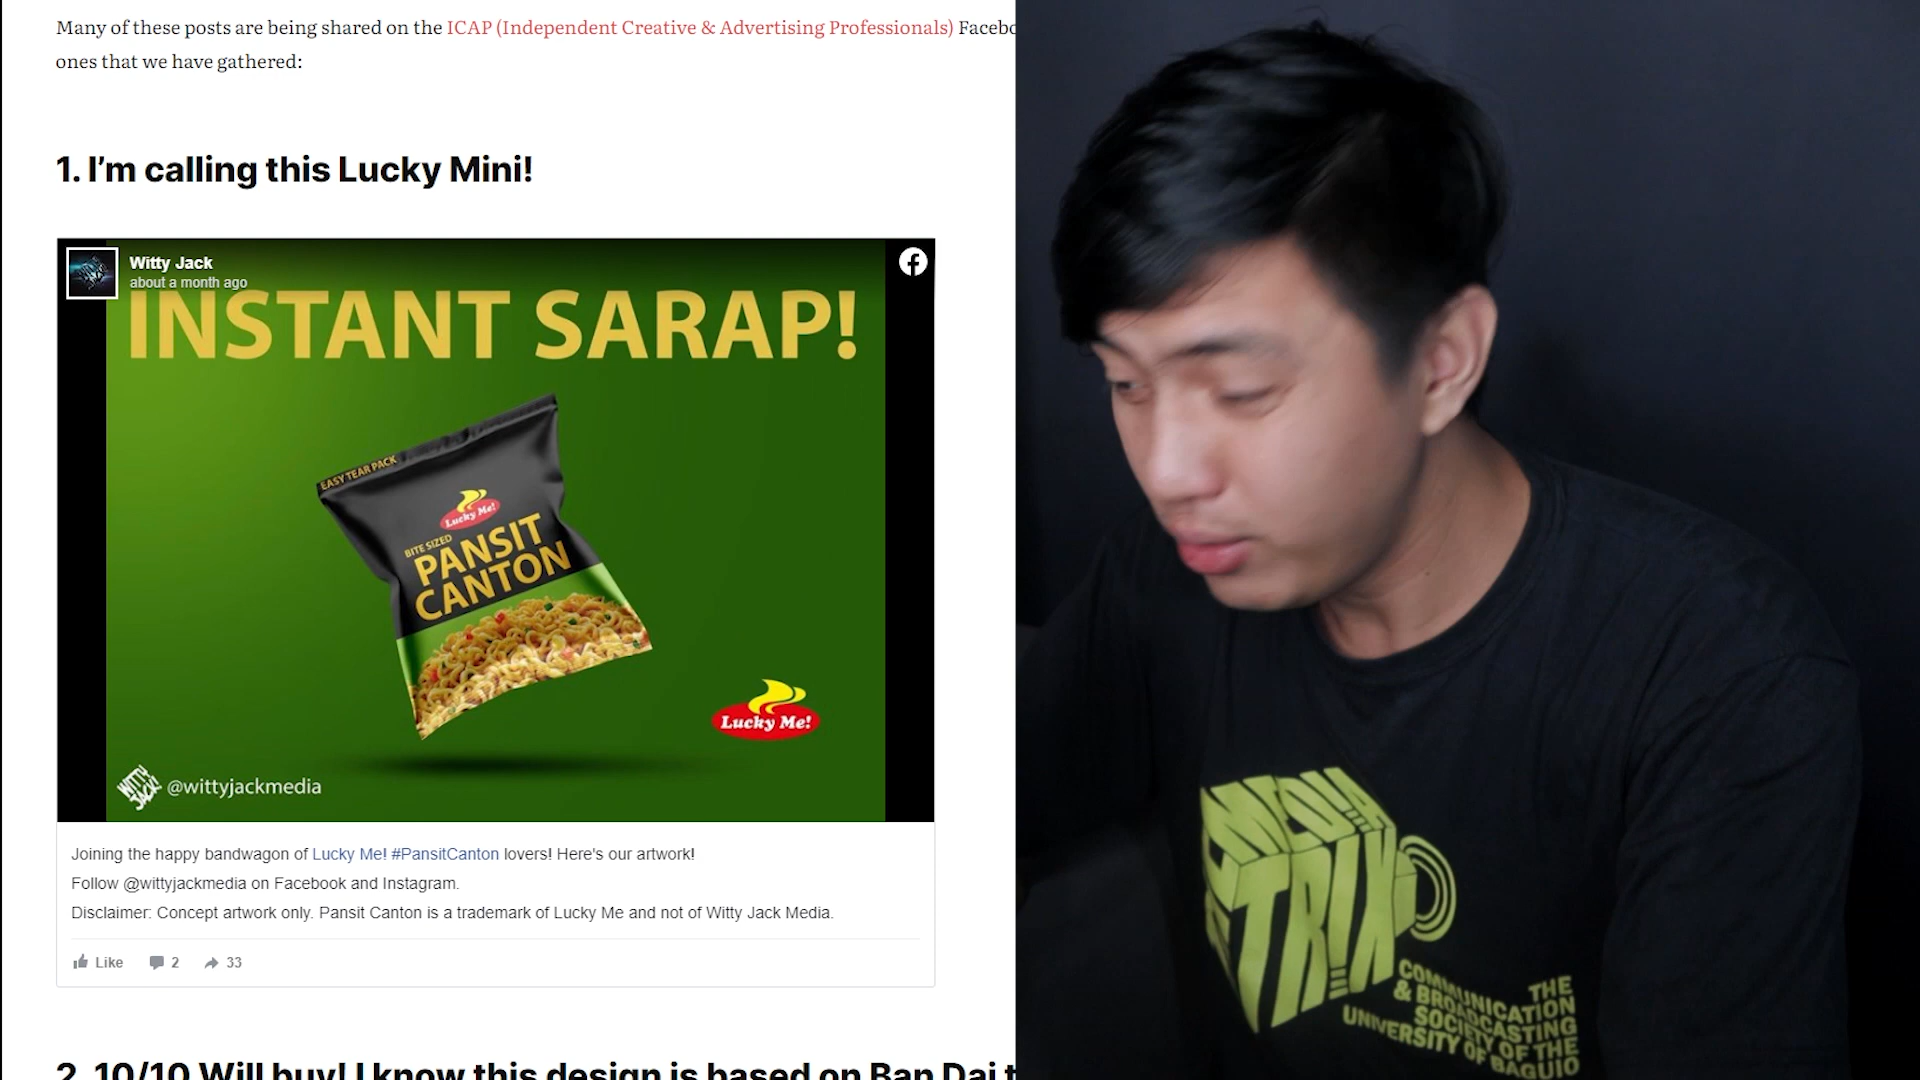 Many of these posts are being shared on the ICAP (Independent Creative & Advertising Professionals) Facebo
ones that we have gathered:
1. I'm calling this Lucky Mini!
Witty Jack
about a month ago
INSTANT SARAP!
EASY TEAR PACK
Lucky Me!
BITE SIZED
PANSIT
CANTON
Lucky Me!
WITTY
JACK!
@wittyjackmedia
Joining the happy bandwagon of Lucky Me! #PansitCanton lovers! Here's our artwork!
Follow @wittyjackmedia on Facebook and Instagram.
Disclaimer: Concept artwork only. Pansit Canton is a trademark of Lucky Me and not of Witty Jack Media.
Like 2 33
2. 10/10 Will buy! I know this design is based on Ban Dai t
MEDIA
TRIX
THE
COMMUNICATION
& BROADCASTING
SOCIETY OF THE
UNIVERSITY OF BAGUIO